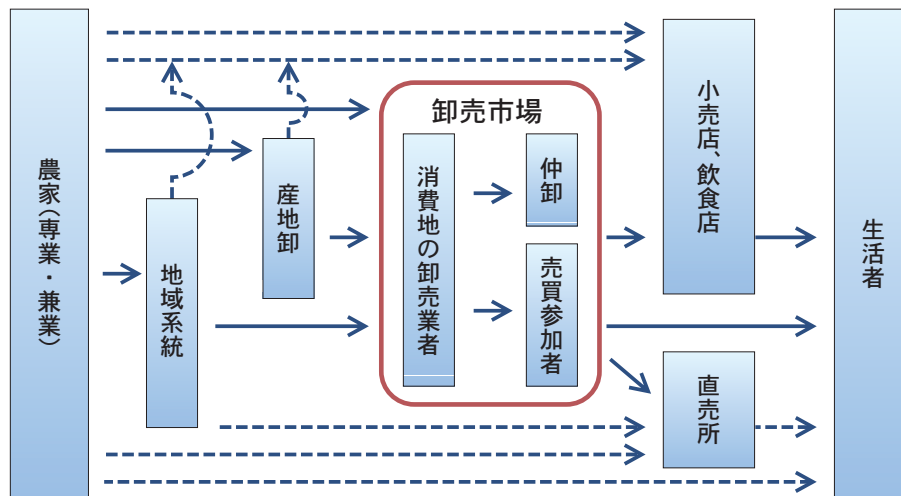 農家(専業・兼業)
地域系統
産地卸
卸売市場
消費地の卸売業者
仲卸
売買参加者
小売店、飲食店
直売所
生活者